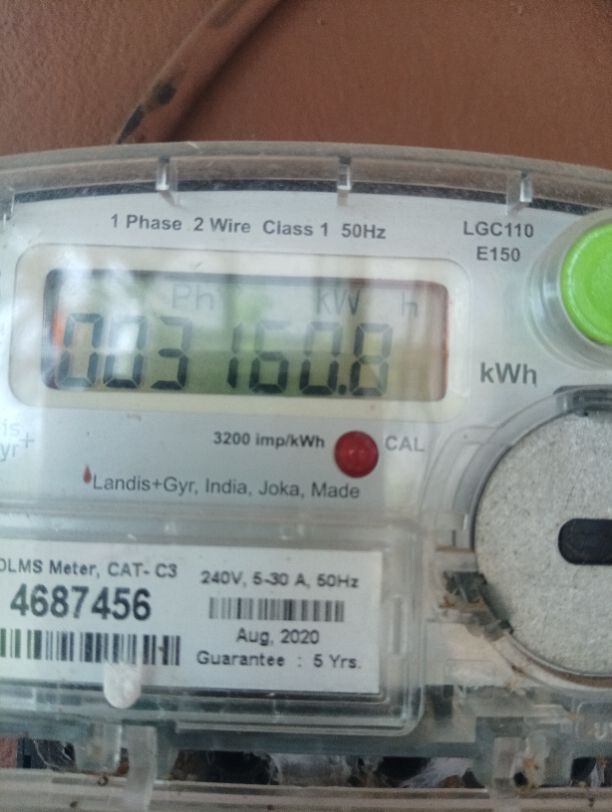 1 Phase 2 Wire Class 1 50Hz
LGC110
E150
Ph kW h
003160.8
kWh
3200 imp/kWh
CAL
Landis+Gyr, India, Joka, Made
DLMS Meter, CAT- C3
4687456
240V, 5-30 A, 50Hz
Aug, 2020
Guarantee : 5 Yrs.